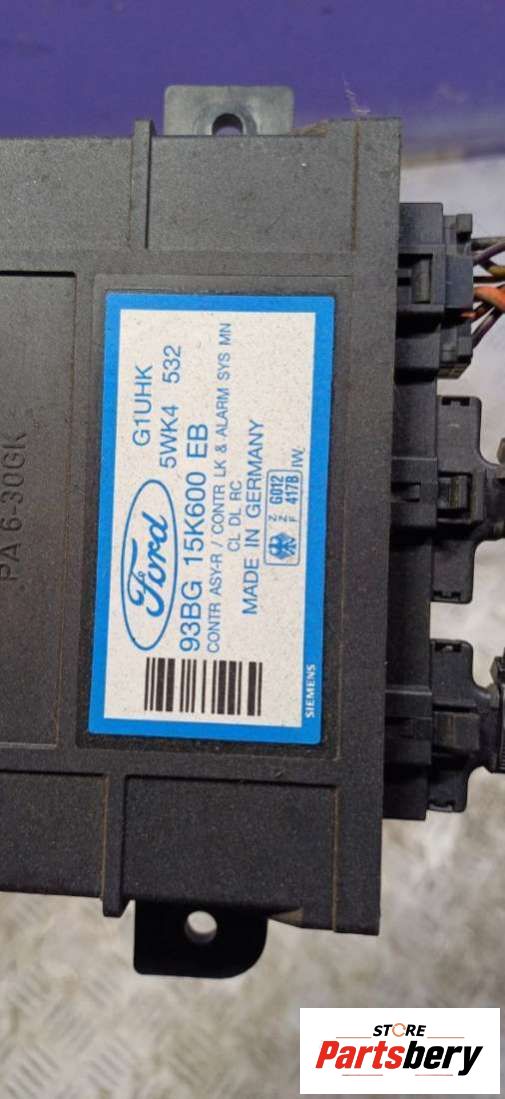 G1UHK
Ford 5WK4 532
93BG 15K600 EB
CONTR ASY-R / CONTR LK & ALARM SYS MN
CL DL RC
MADE IN GERMANY
Z Z F G012 417B IW
SIEMENS
PA 6-30GK
STORE
Partsbery